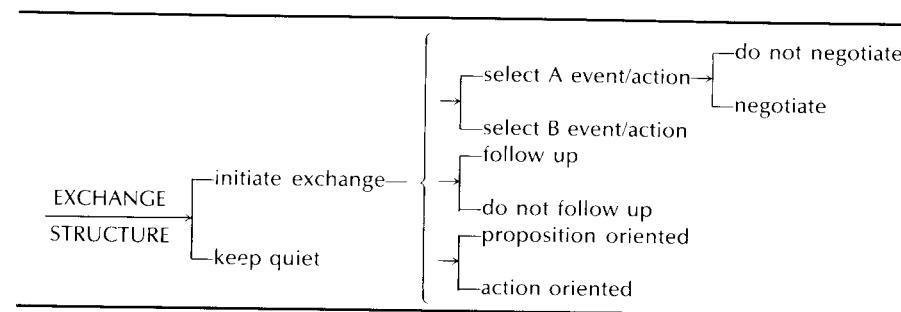 do not negotiate
select A event/action
negotiate
select B event/action
follow up
initiate exchange
EXCHANGE
do not follow up
STRUCTURE
proposition oriented
keep quiet
action oriented